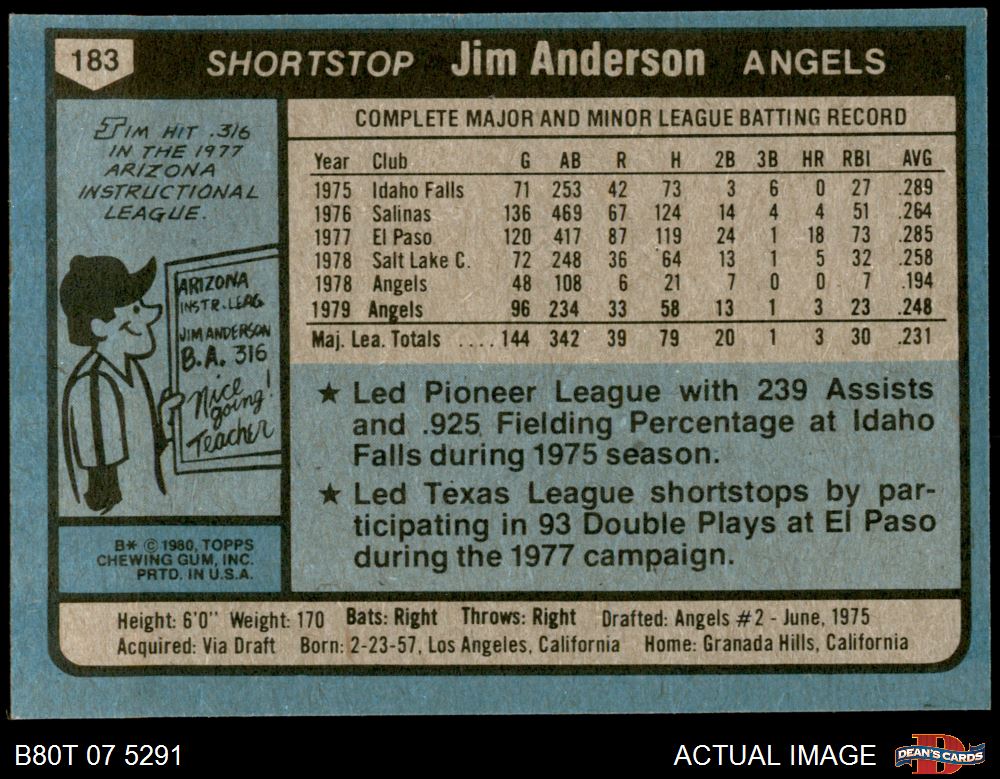 183 SHORTSTOP Jim Anderson ANGELS
JIM HIT .316
IN THE 1977
ARIZONA
INSTRUCTIONAL
LEAGUE.
ARIZONA
INSTR. LEAG
JIM ANDERSON
B.A. 316
Nice
going!
Teacher
B* © 1980, TOPPS
CHEWING GUM, INC.
PRTD. IN U.S.A.
COMPLETE MAJOR AND MINOR LEAGUE BATTING RECORD
Year Club G AB R H 2B 3B HR RBI AVG
1975 Idaho Falls 71 253 42 73 3 6 0 27 .289
1976 Salinas 136 469 67 124 14 4 4 51 .264
1977 El Paso 120 417 87 119 24 1 18 73 .285
1978 Salt Lake C. 72 248 36 64 13 1 5 32 .258
1978 Angels 48 108 6 21 7 0 0 7 .194
1979 Angels 96 234 33 58 13 1 3 23 .248
Maj. Lea. Totals .... 144 342 39 79 20 1 3 30 .231
★ Led Pioneer League with 239 Assists
and .925 Fielding Percentage at Idaho
Falls during 1975 season.
★ Led Texas League shortstops by par-
ticipating in 93 Double Plays at El Paso
during the 1977 campaign.
Height: 6'0" Weight: 170 Bats: Right Throws: Right Drafted: Angels #2 - June, 1975
Acquired: Via Draft Born: 2-23-57, Los Angeles, California Home: Granada Hills, California
B80T 07 5291 ACTUAL IMAGE D DEAN'S CARDS